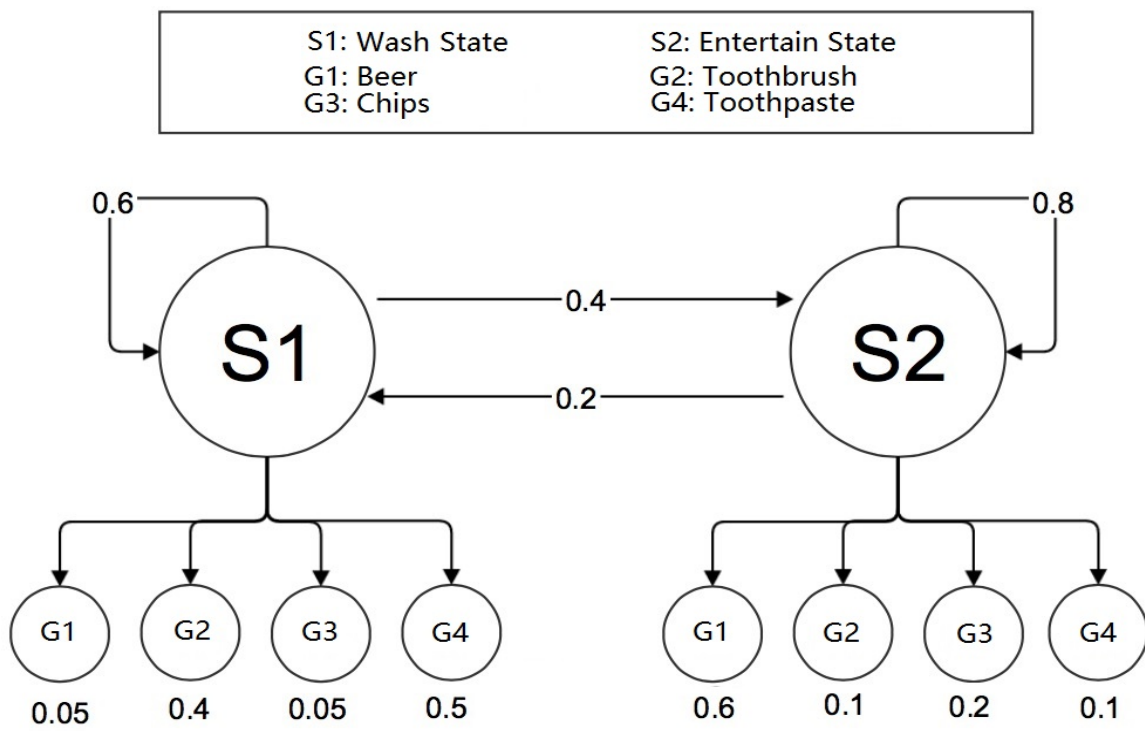 S1: Wash State S2: Entertain State
G1: Beer G2: Toothbrush
G3: Chips G4: Toothpaste
0.6 0.8
0.4
S1 S2
0.2
G1 G2 G3 G4 G1 G2 G3 G4
0.05 0.4 0.05 0.5 0.6 0.1 0.2 0.1